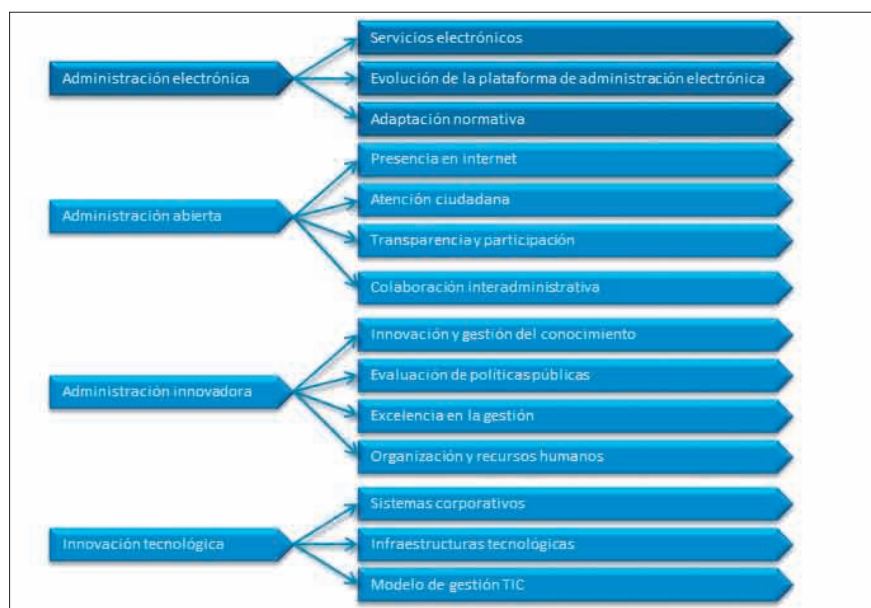 Administración electrónica
Servicios electrónicos
Evolución de la plataforma de administración electrónica
Adaptación normativa
Administración abierta
Presencia en internet
Atención ciudadana
Transparencia y participación
Colaboración interadministrativa
Administración innovadora
Innovación y gestión del conocimiento
Evaluación de políticas públicas
Excelencia en la gestión
Organización y recursos humanos
Innovación tecnológica
Sistemas corporativos
Infraestructuras tecnológicas
Modelo de gestión TIC